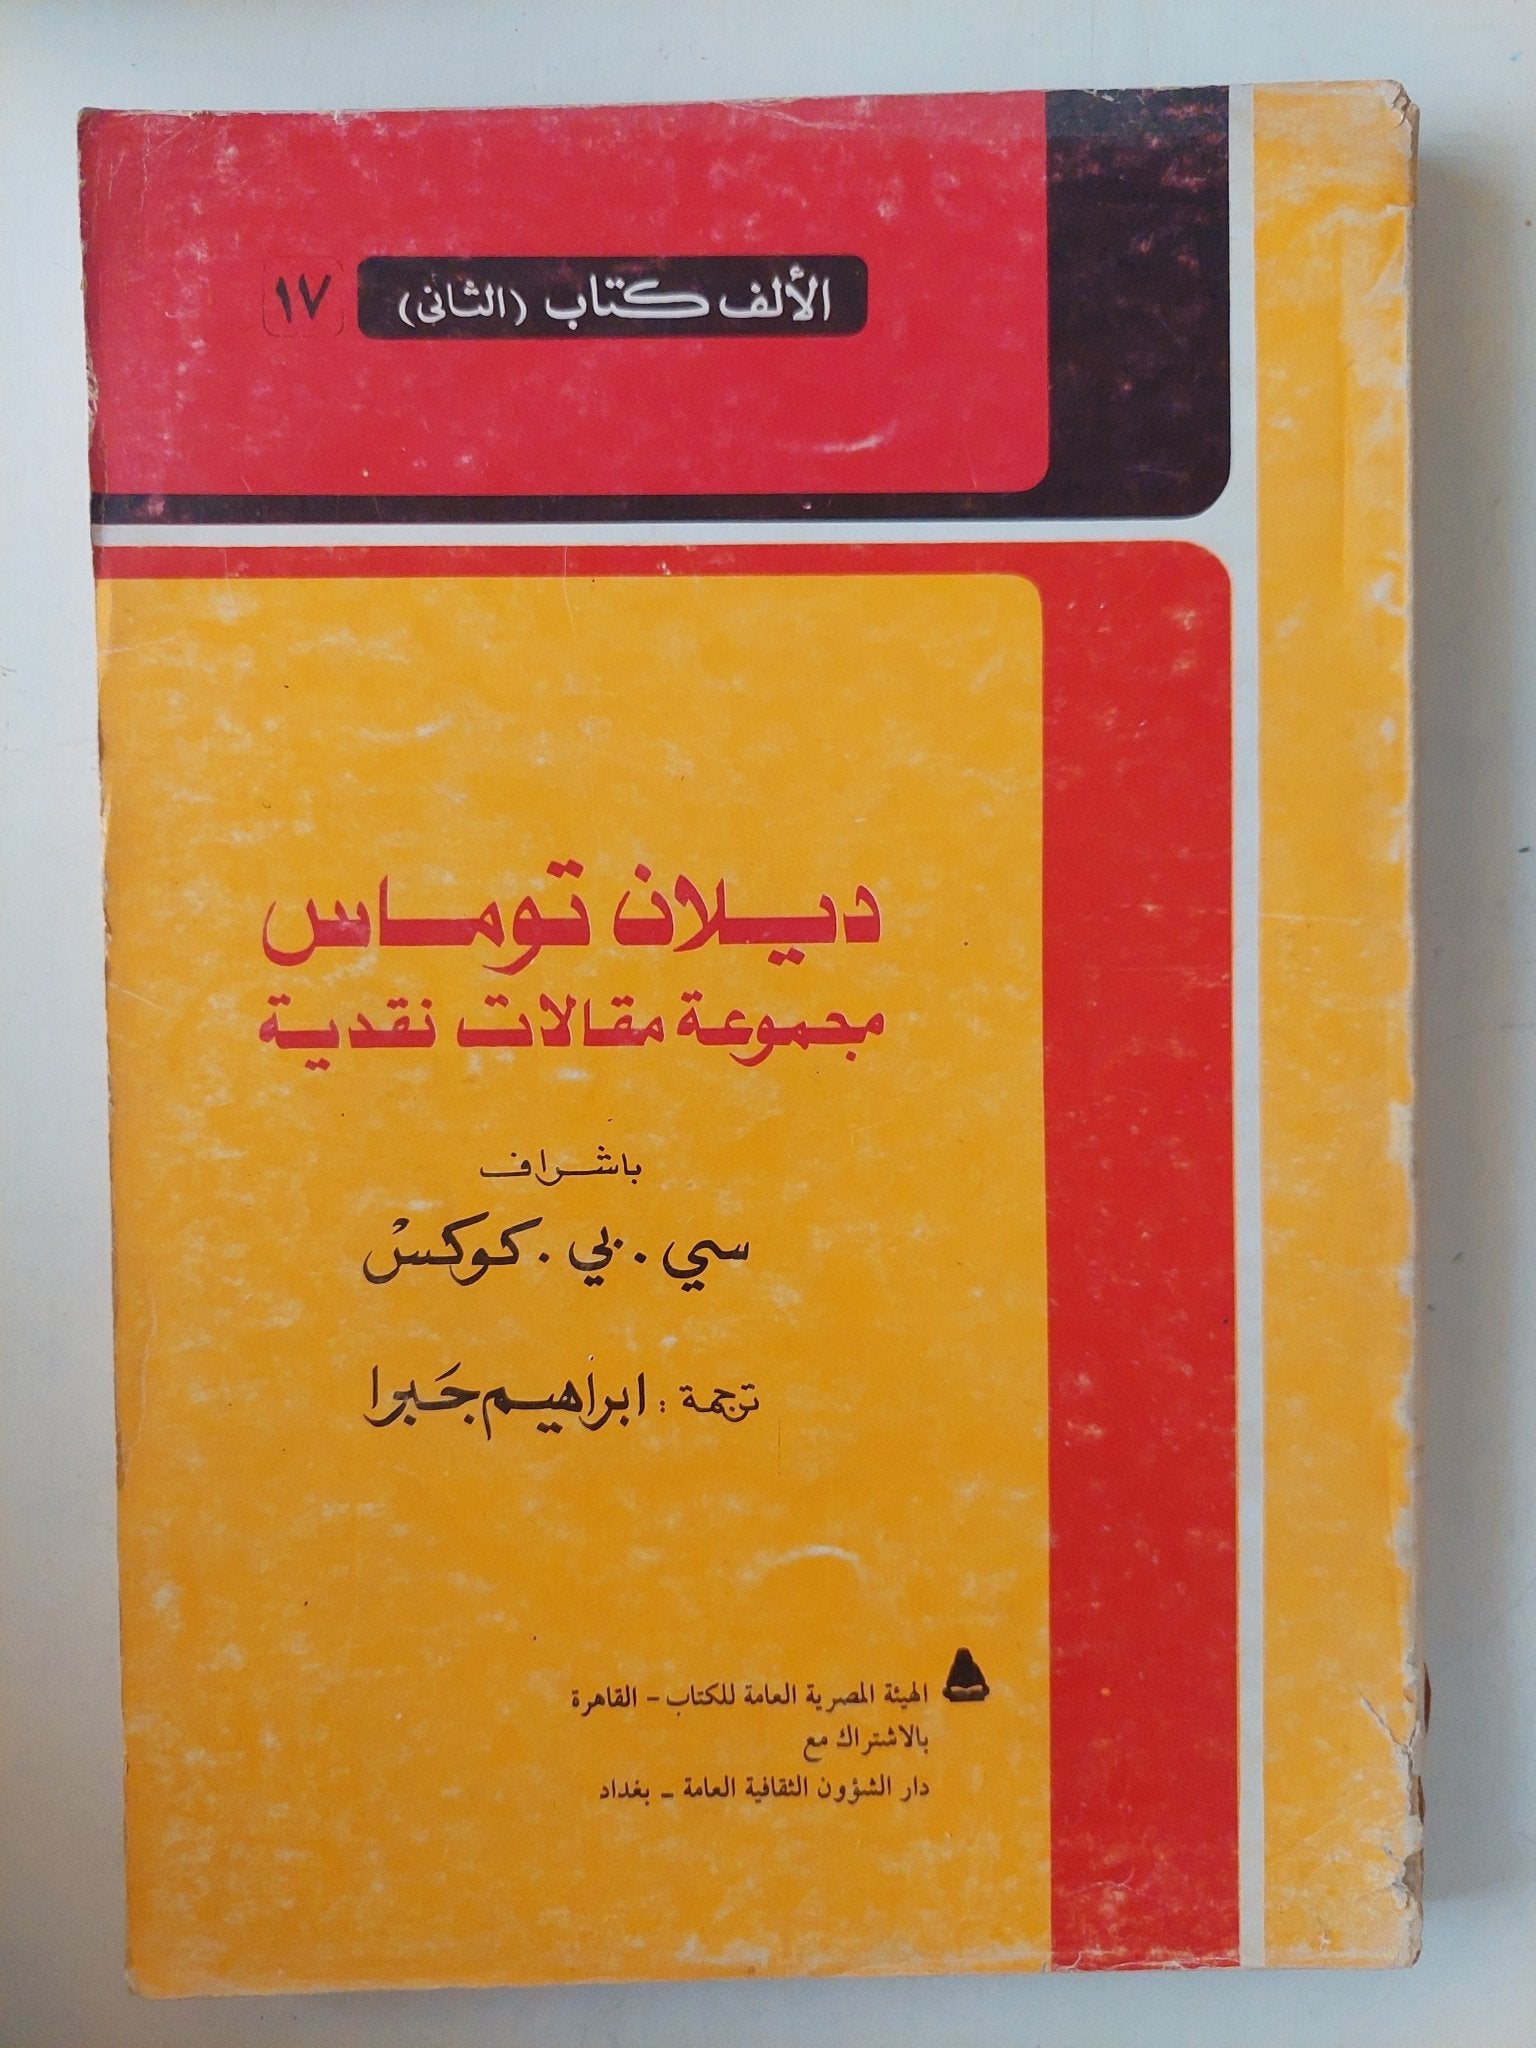 الألف كتاب (الثانى) ١٧
ديلان توماس
مجموعة مقالات نقدية
باشراف
سي . بي . كوكسْ
ترجمة : ابراهيم جَبرا
الهيئة المصرية العامة للكتاب - القاهرة
بالاشتراك مع
دار الشؤون الثقافية العامة - بغداد